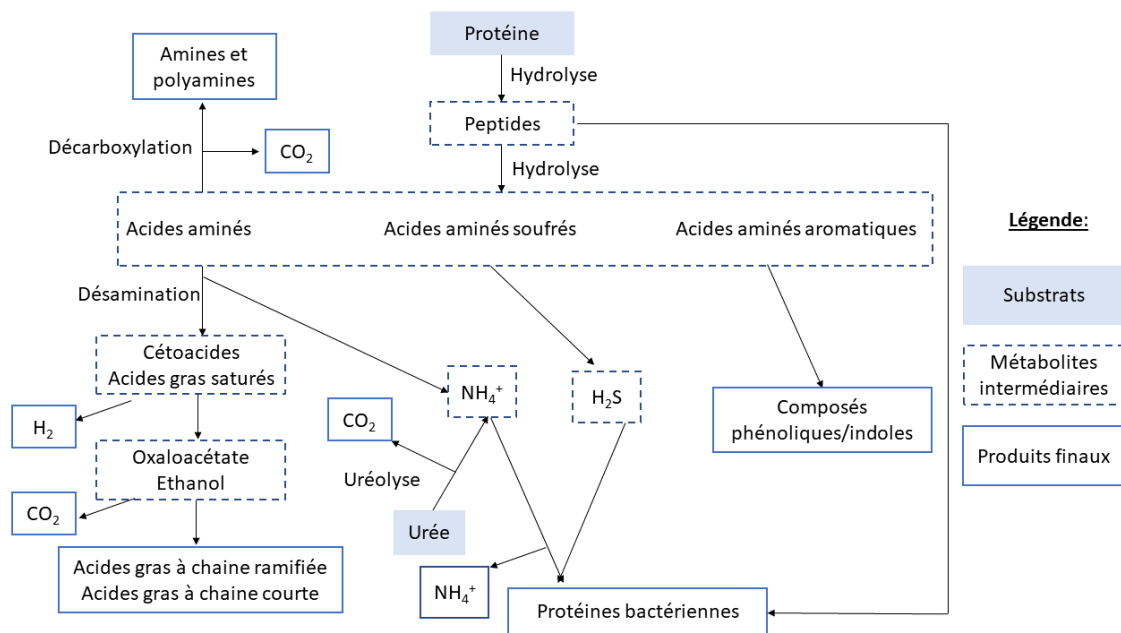 Protéine
Amines et
polyamines
Hydrolyse
Peptides
Décarboxylation
CO₂
Hydrolyse
Acides aminés
Acides aminés soufrés
Acides aminés aromatiques
Légende:
Désamination
Substrats
Cétoacides
Acides gras saturés
Métabolites
intermédiaires
NH₄⁺
H₂S
H₂
CO₂
Composés
phénoliques/indoles
Oxaloacétate
Ethanol
Produits finaux
Uréolyse
CO₂
Urée
Acides gras à chaine ramifiée
Acides gras à chaine courte
NH₄⁺
Protéines bactériennes